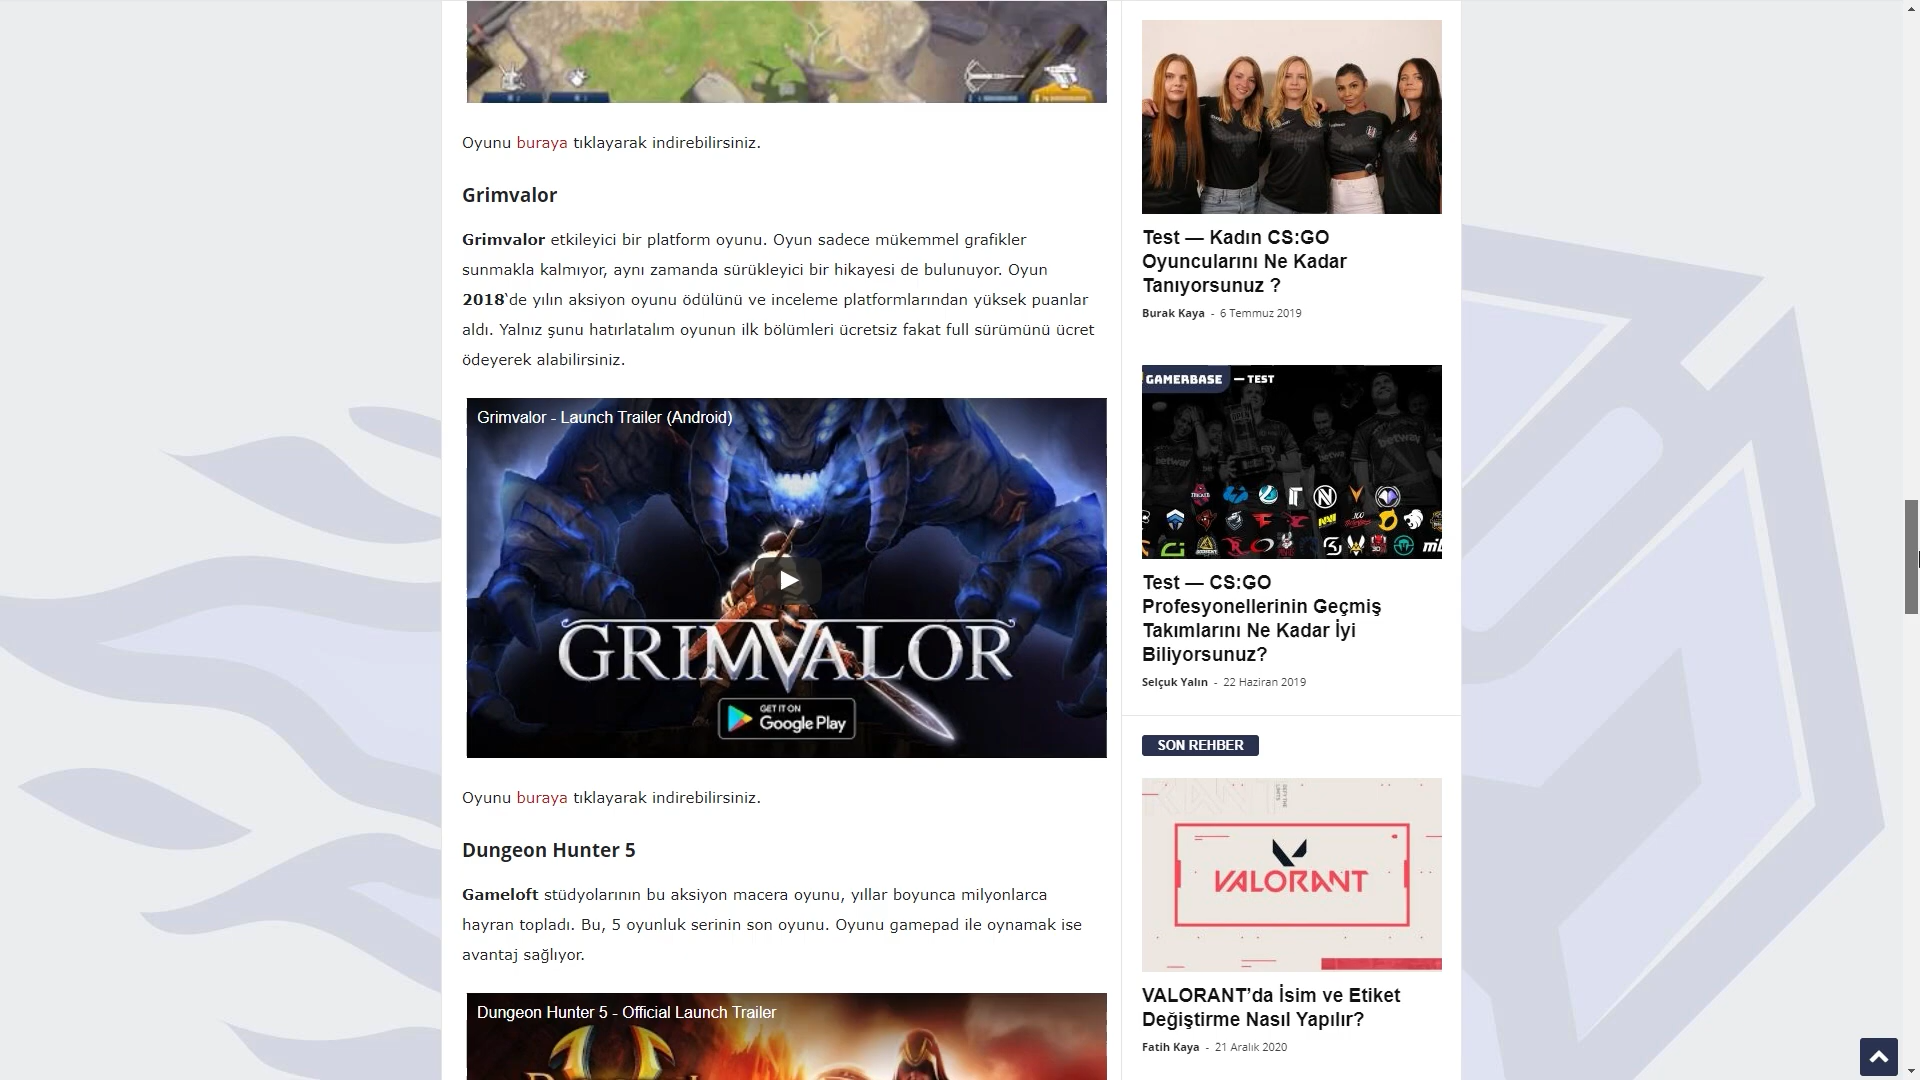 Oyunu buraya tıklayarak indirebilirsiniz.
Grimvalor
Grimvalor etkileyici bir platform oyunu. Oyun sadece mükemmel grafikler
sunmakla kalmıyor, aynı zamanda sürükleyici bir hikayesi de bulunuyor. Oyun
2018‘de yılın aksiyon oyunu ödülünü ve inceleme platformlarından yüksek puanlar
aldı. Yalnız şunu hatırlatalım oyunun ilk bölümleri ücretsiz fakat full sürümünü ücret
ödeyerek alabilirsiniz.
Grimvalor - Launch Trailer (Android)
GRIMVALOR
GET IT ON
Google Play
Oyunu buraya tıklayarak indirebilirsiniz.
Dungeon Hunter 5
Gameloft stüdyolarının bu aksiyon macera oyunu, yıllar boyunca milyonlarca
hayran topladı. Bu, 5 oyunluk serinin son oyunu. Oyunu gamepad ile oynamak ise
avantaj sağlıyor.
Dungeon Hunter 5 - Official Launch Trailer
Test — Kadın CS:GO
Oyuncularını Ne Kadar
Tanıyorsunuz ?
Burak Kaya - 6 Temmuz 2019
GAMERBASE — TEST
betway
betway
Test — CS:GO
Profesyonellerinin Geçmiş
Takımlarını Ne Kadar İyi
Biliyorsunuz?
Selçuk Yalın - 22 Haziran 2019
SON REHBER
VALORANT
VALORANT’da İsim ve Etiket
Değiştirme Nasıl Yapılır?
Fatih Kaya - 21 Aralık 2020